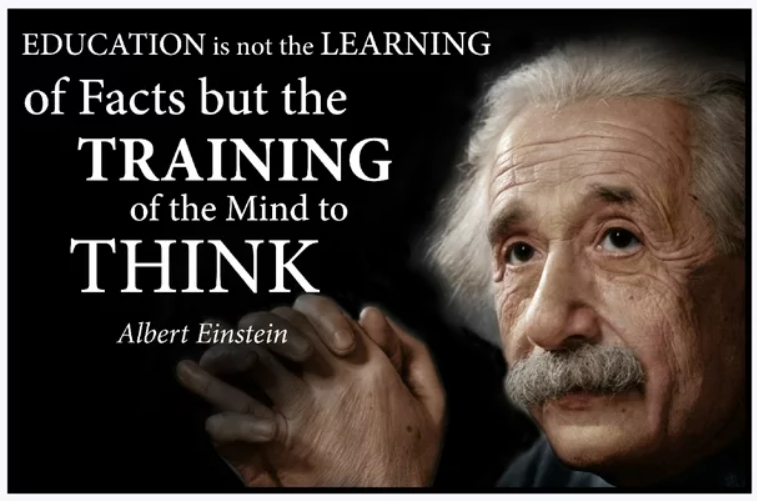 EDUCATION is not the LEARNING
of Facts but the
TRAINING
of the Mind to
THINK
Albert Einstein